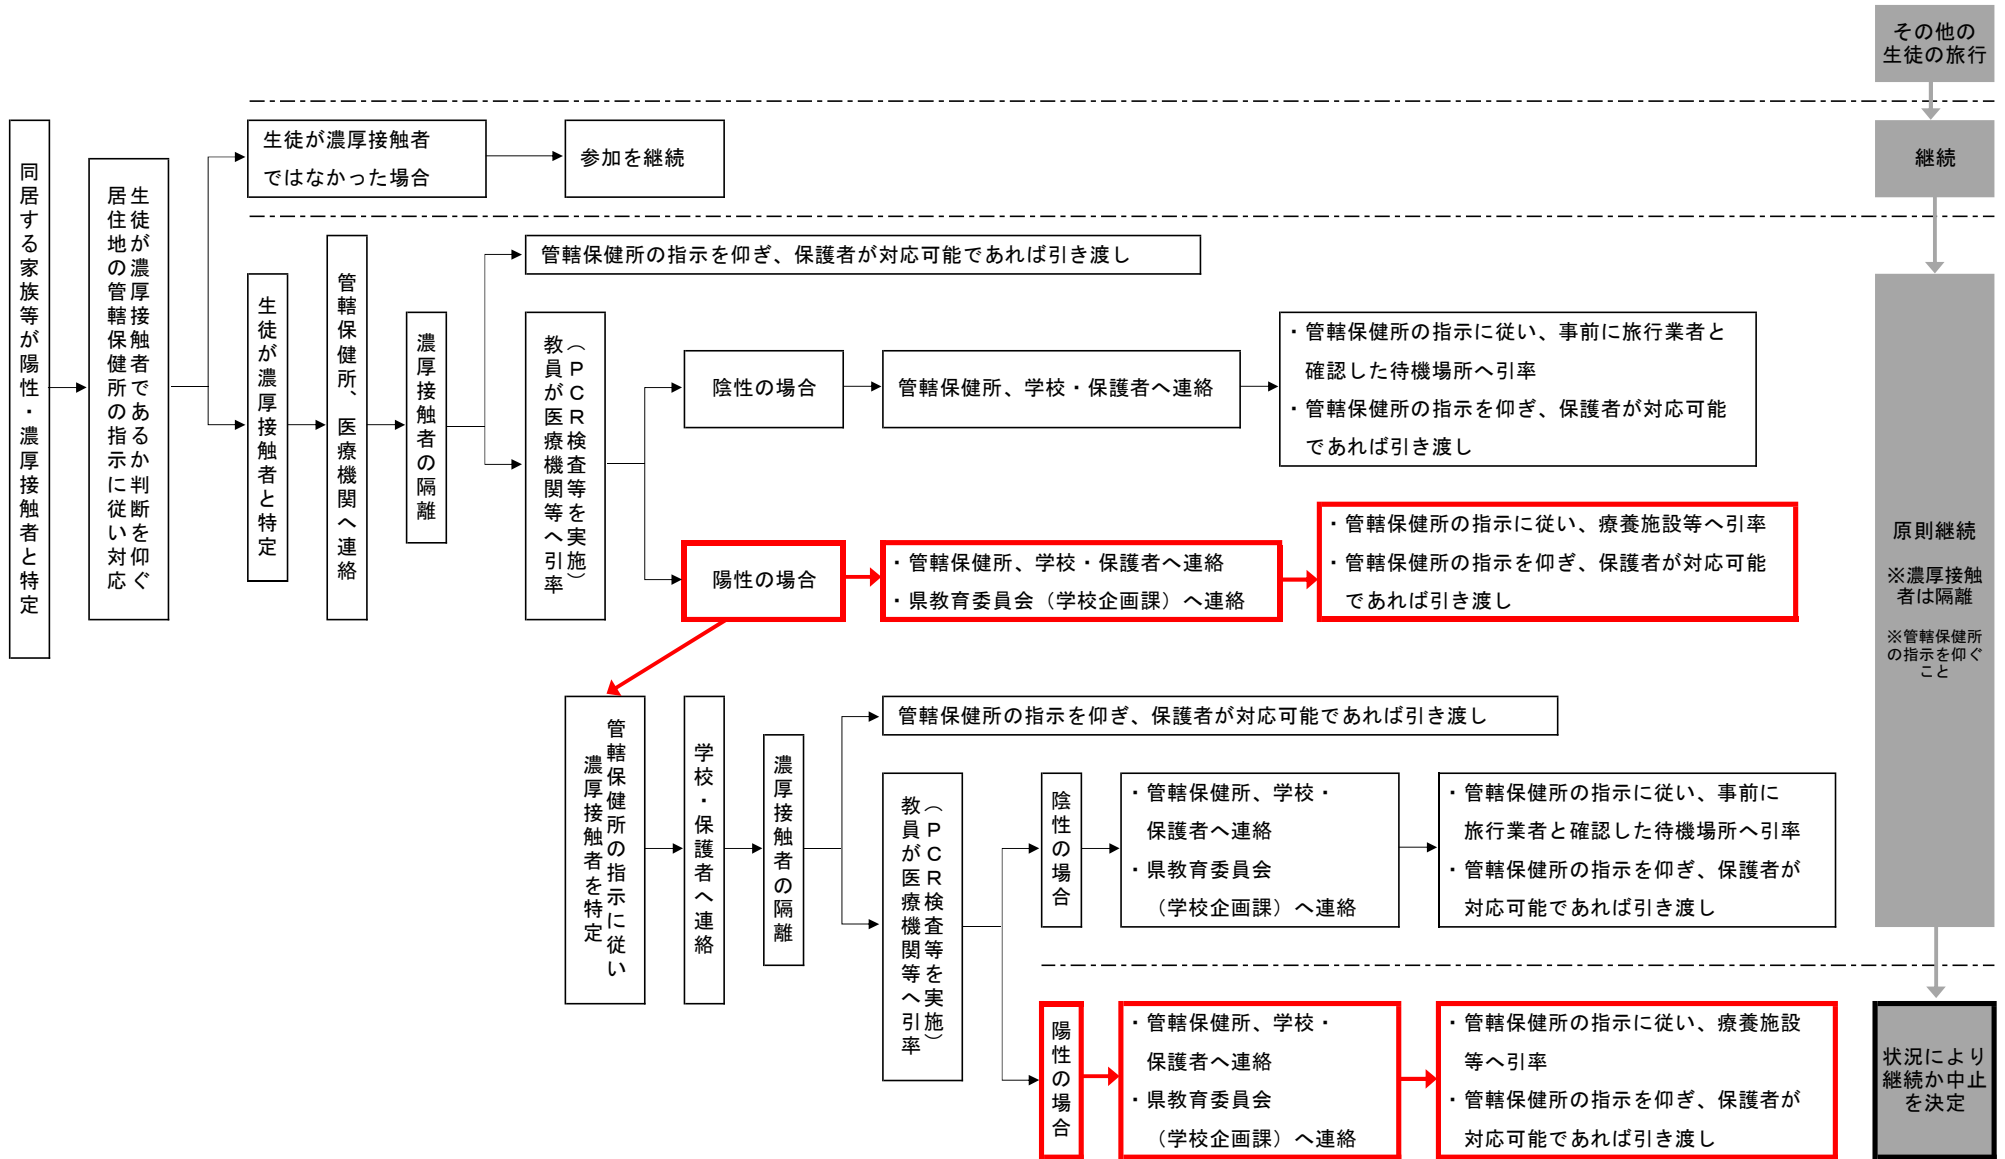 その他の
生徒の旅行
同居する家族等が陽性・濃厚接触者と特定
生徒が濃厚接触者であるか判断を仰ぐ
居住地の管轄保健所の指示に従い対応
生徒が濃厚接触者
ではなかった場合
参加を継続
継続
生徒が濃厚接触者と特定
管轄保健所、医療機関へ連絡
濃厚接触者の隔離
管轄保健所の指示を仰ぎ、保護者が対応可能であれば引き渡し
（ＰＣＲ検査等を実施）
教員が医療機関等へ引率
陰性の場合
管轄保健所、学校・保護者へ連絡
・管轄保健所の指示に従い、事前に旅行業者と
確認した待機場所へ引率
・管轄保健所の指示を仰ぎ、保護者が対応可能
であれば引き渡し
陽性の場合
・管轄保健所、学校・保護者へ連絡
・県教育委員会（学校企画課）へ連絡
・管轄保健所の指示に従い、療養施設等へ引率
・管轄保健所の指示を仰ぎ、保護者が対応可能
であれば引き渡し
原則継続
※濃厚接触
者は隔離
※管轄保健所
の指示を仰ぐ
こと
管轄保健所の指示に従い
濃厚接触者を特定
学校・保護者へ連絡
濃厚接触者の隔離
管轄保健所の指示を仰ぎ、保護者が対応可能であれば引き渡し
（ＰＣＲ検査等を実施）
教員が医療機関等へ引率
陰性の場合
・管轄保健所、学校・
保護者へ連絡
・県教育委員会
（学校企画課）へ連絡
・管轄保健所の指示に従い、事前に
旅行業者と確認した待機場所へ引率
・管轄保健所の指示を仰ぎ、保護者が
対応可能であれば引き渡し
陽性の場合
・管轄保健所、学校・
保護者へ連絡
・県教育委員会
（学校企画課）へ連絡
・管轄保健所の指示に従い、療養施設
等へ引率
・管轄保健所の指示を仰ぎ、保護者が
対応可能であれば引き渡し
状況により
継続か中止
を決定